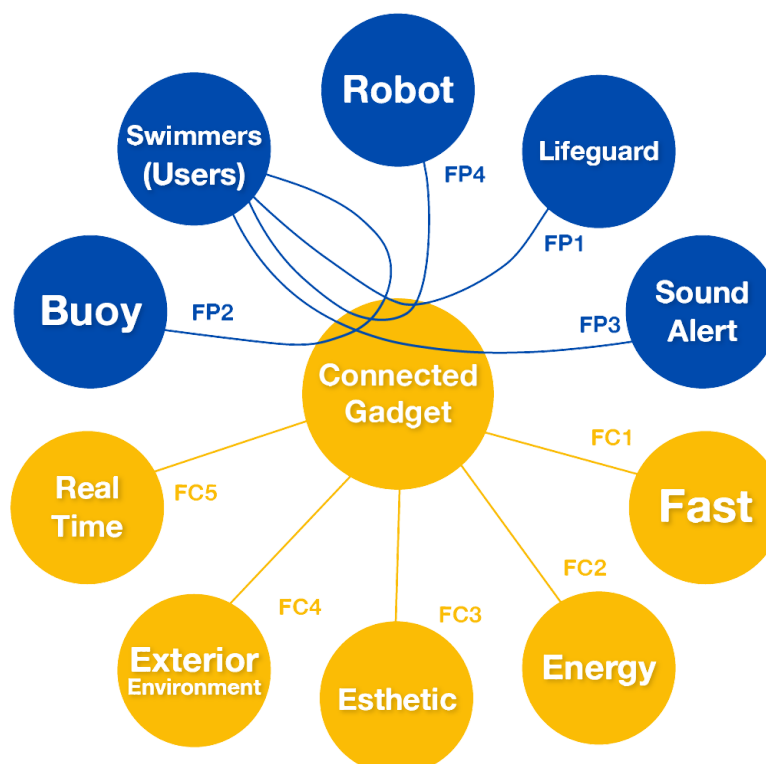 Robot
Swimmers
(Users)
Lifeguard
FP4
FP1
Buoy
FP2
FP3
Sound
Alert
Connected
Gadget
FC1
Real
Time
FC5
Fast
FC2
FC4
FC3
Exterior
Environment
Esthetic
Energy